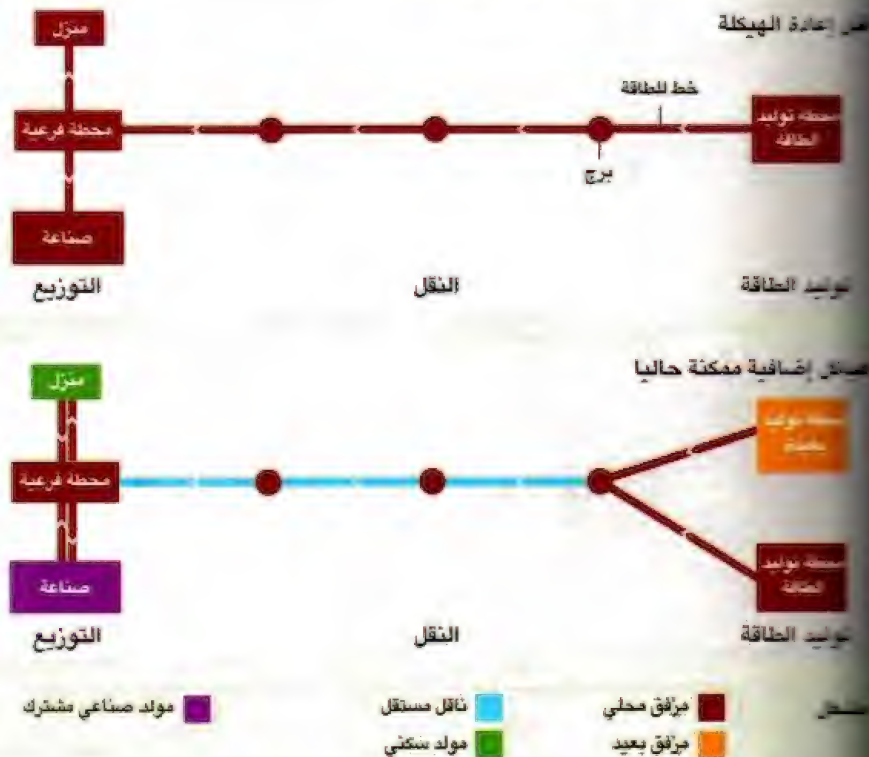 إعادة الهيكلة
منزل
خط للطاقة
محطة توليد
الطاقة
محطة فرعية
برج
صناعة
توليد الطاقة
النقل
التوزيع
إضافية ممكنة حاليا
منزل
محطة توليد
محطة فرعية
محطة توليد
الطاقة
صناعة
توليد الطاقة
النقل
التوزيع
مرفق محلي
ناقل مستقل
مولد صناعي مشترك
مرفق بعيد
مولد سكني